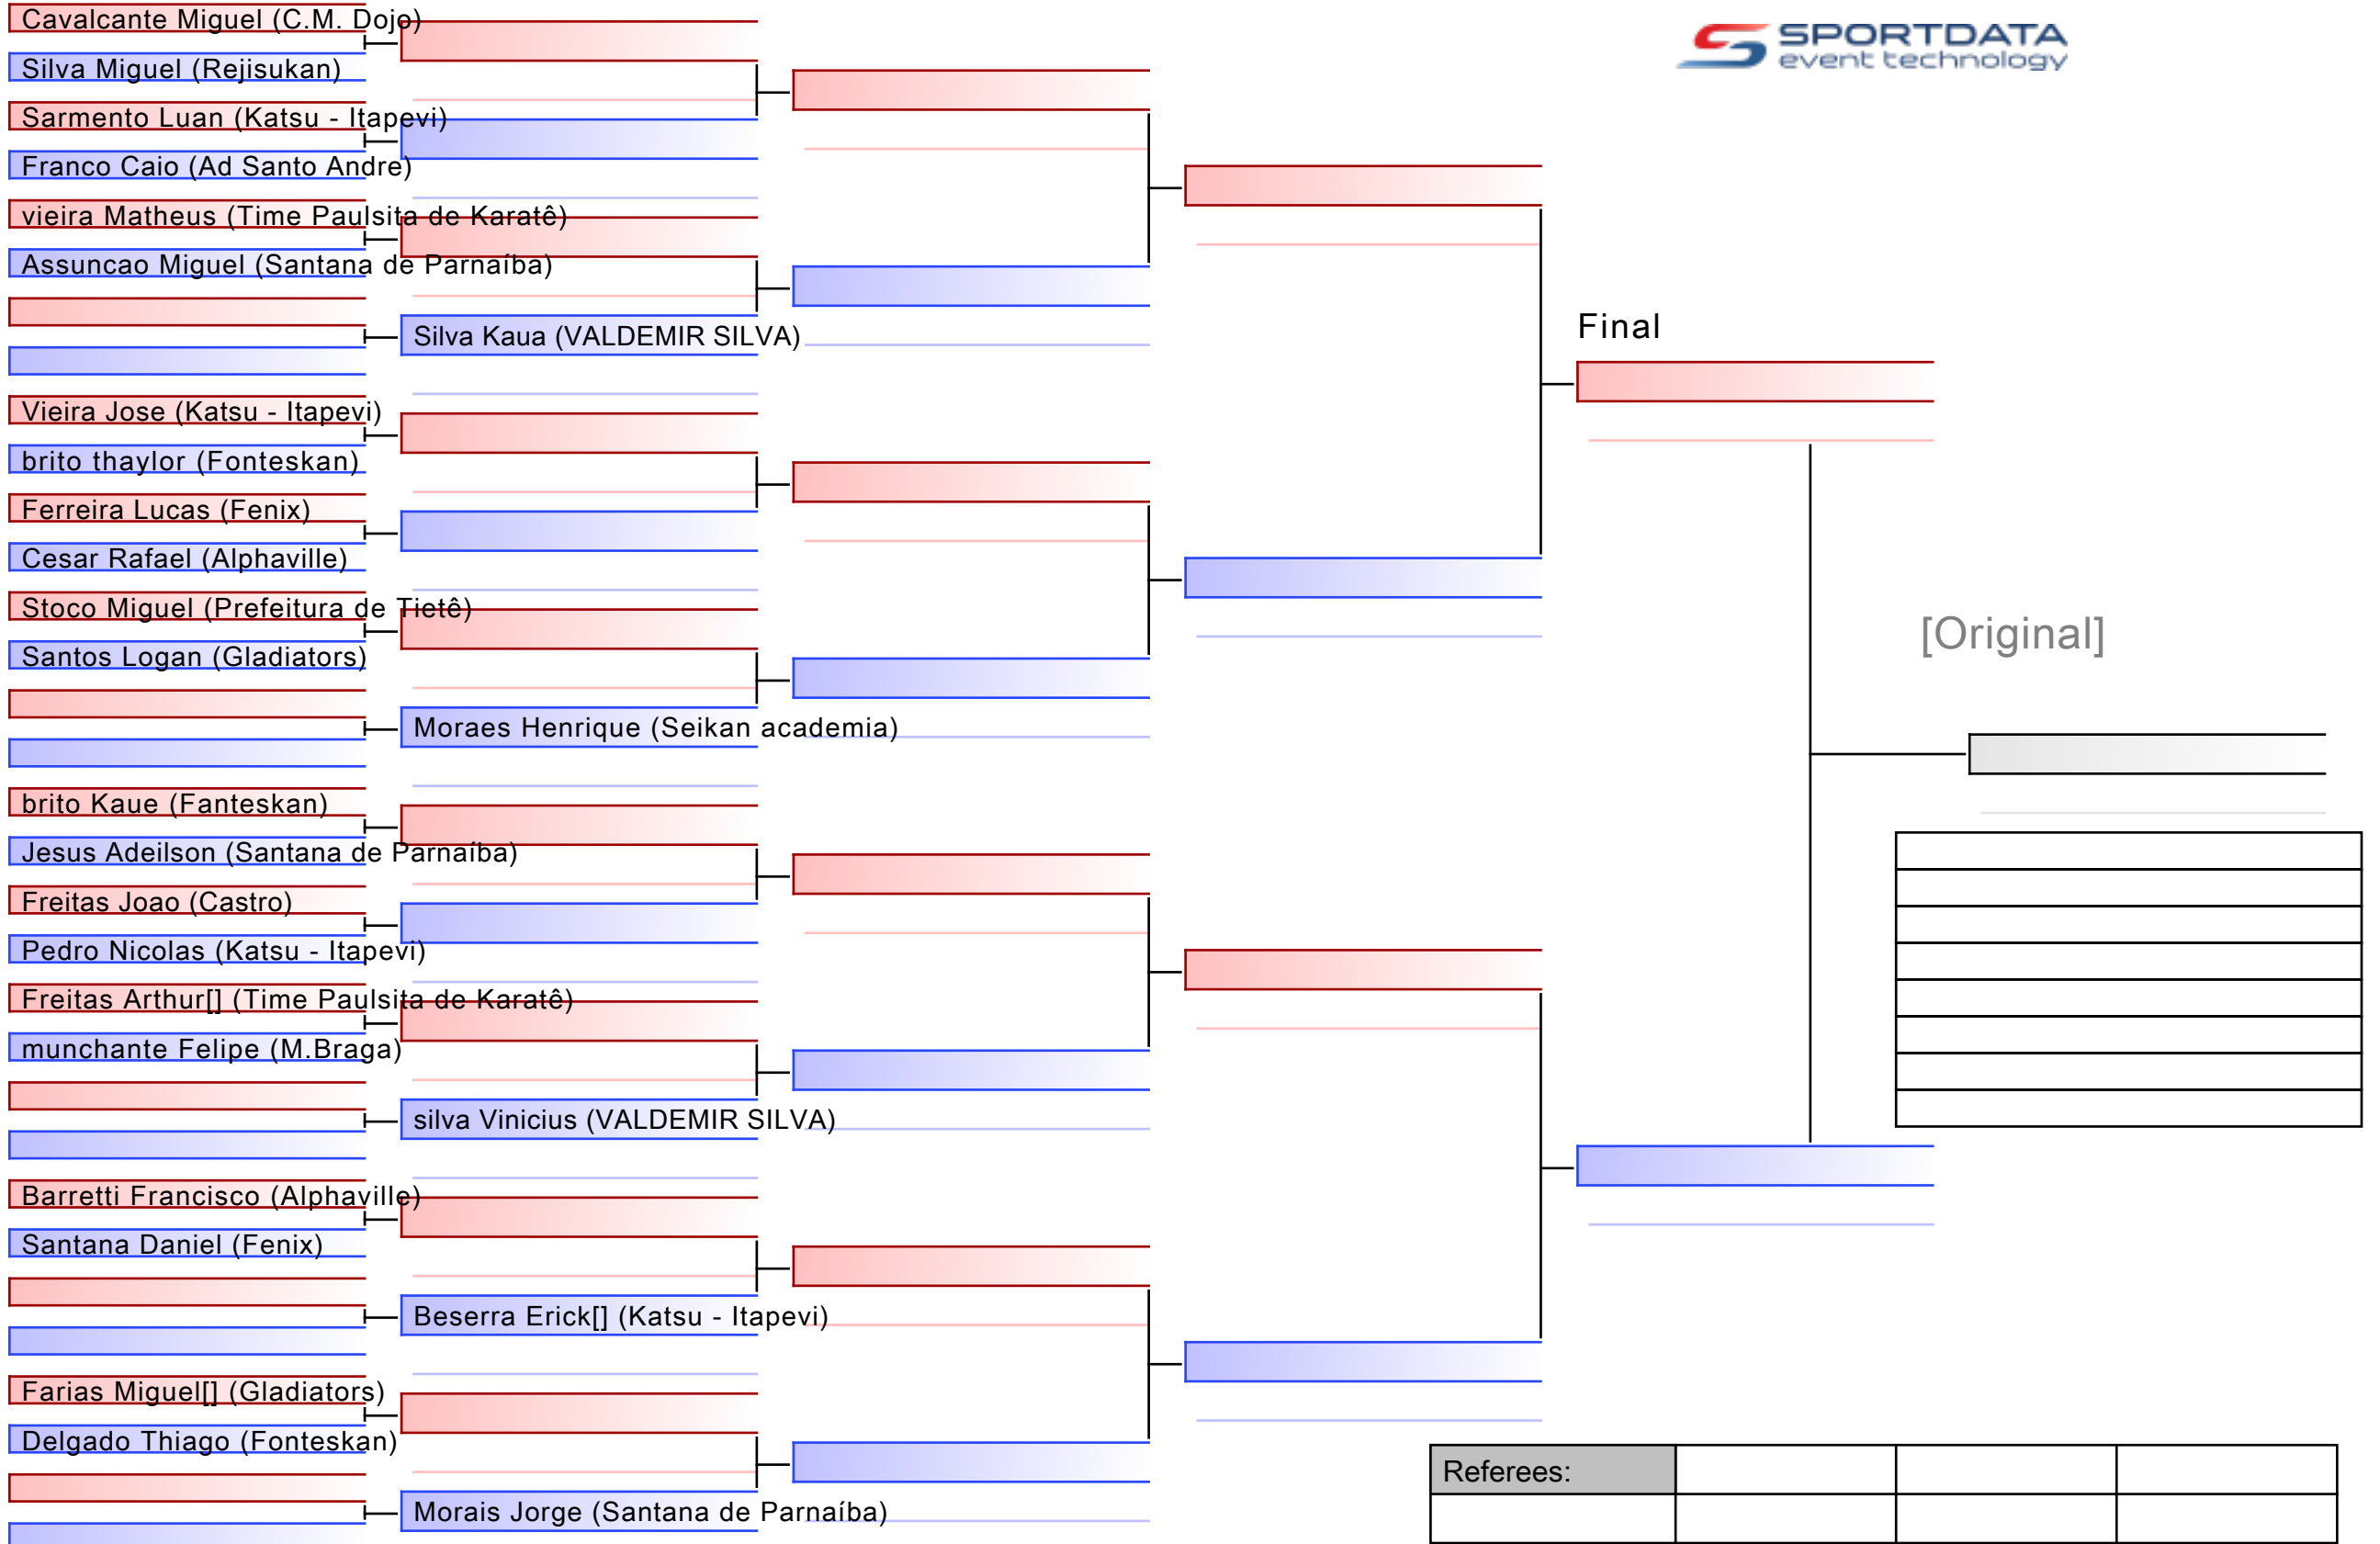 Cavalcante Miguel (C.M. Dojo)
Silva Miguel (Rejisukan)
Sarmento Luan (Katsu - Itapevi)
Franco Caio (Ad Santo Andre)
vieira Matheus (Time Paulsita de Karatê)
Assuncao Miguel (Santana de Parnaíba)
Silva Kaua (VALDEMIR SILVA)
Vieira Jose (Katsu - Itapevi)
brito thaylor (Fonteskan)
Ferreira Lucas (Fenix)
Cesar Rafael (Alphaville)
Stoco Miguel (Prefeitura de Tietê)
Santos Logan (Gladiators)
Moraes Henrique (Seikan academia)
brito Kaue (Fanteskan)
Jesus Adeilson (Santana de Parnaíba)
Freitas Joao (Castro)
Pedro Nicolas (Katsu - Itapevi)
Freitas Arthur[] (Time Paulsita de Karatê)
munchante Felipe (M.Braga)
silva Vinicius (VALDEMIR SILVA)
Barretti Francisco (Alphaville)
Santana Daniel (Fenix)
Beserra Erick[] (Katsu - Itapevi)
Farias Miguel[] (Gladiators)
Delgado Thiago (Fonteskan)
Morais Jorge (Santana de Parnaíba)
SPORTDATA
event technology
Final
[Original]
Referees: